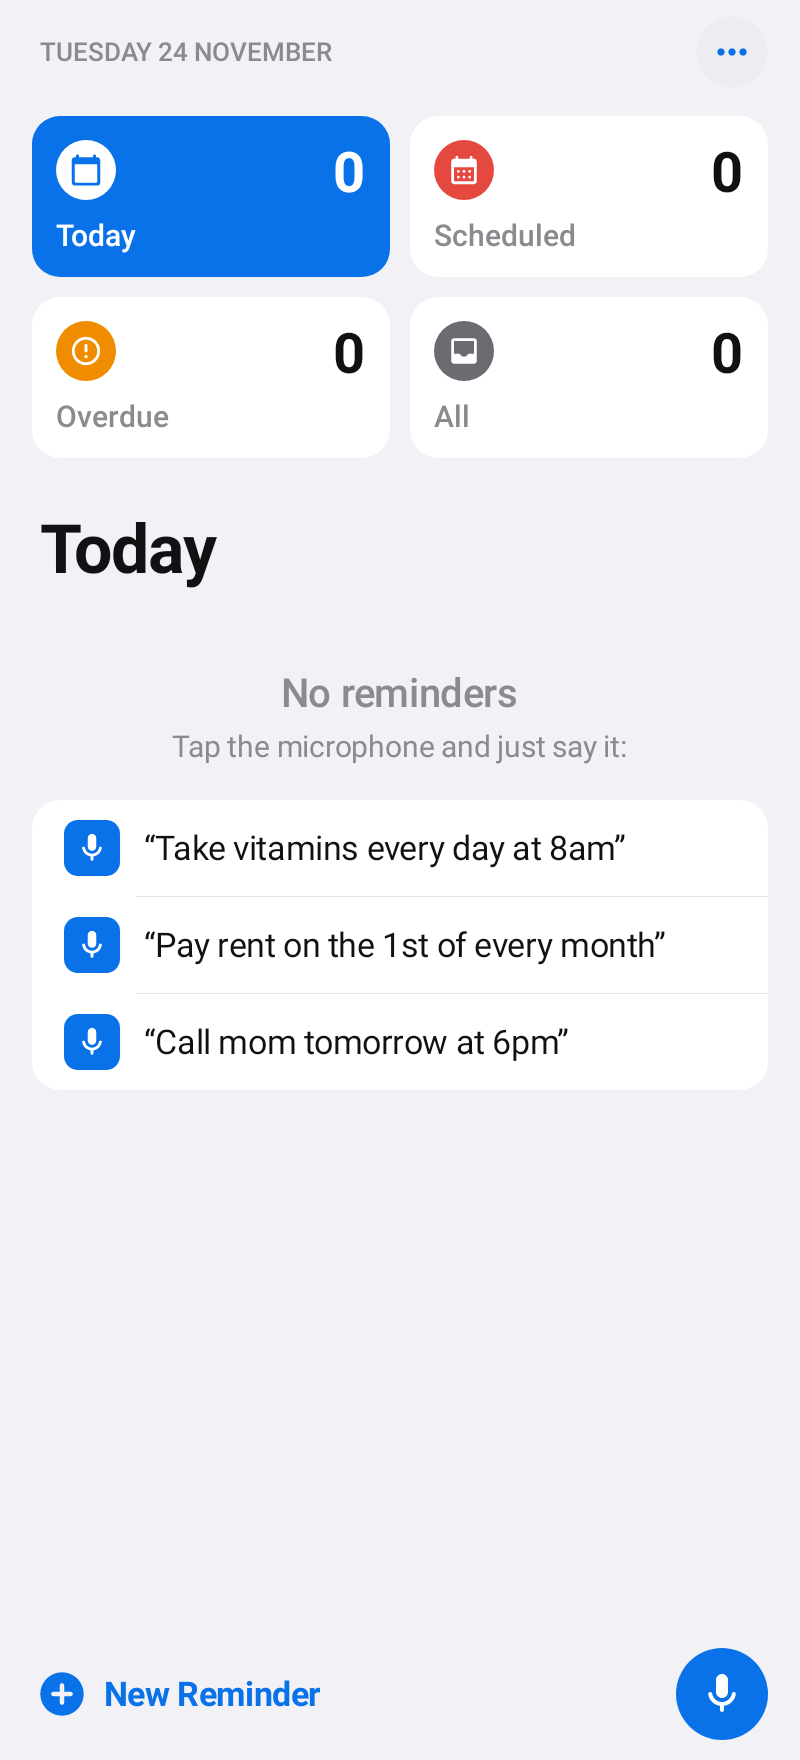 TUESDAY 24 NOVEMBER
0
Today
0
Scheduled
0
Overdue
0
All
Today
No reminders
Tap the microphone and just say it:
“Take vitamins every day at 8am”
“Pay rent on the 1st of every month”
“Call mom tomorrow at 6pm”
New Reminder